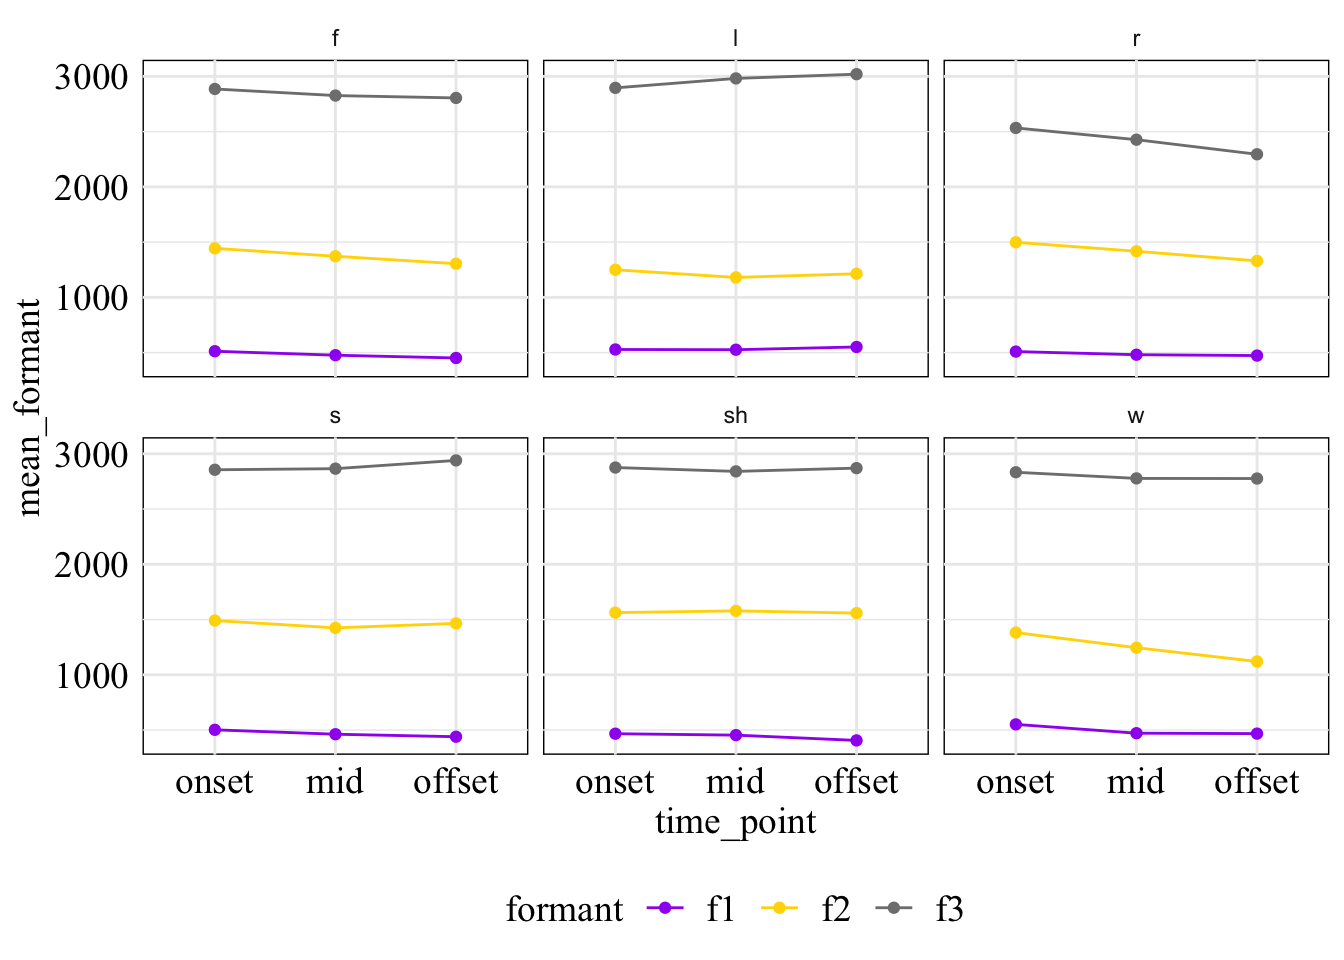 f l r
3000
2000
1000
mean_formant
s sh w
3000
2000
1000
onset mid offset onset mid offset onset mid offset
time_point
formant f1 f2 f3